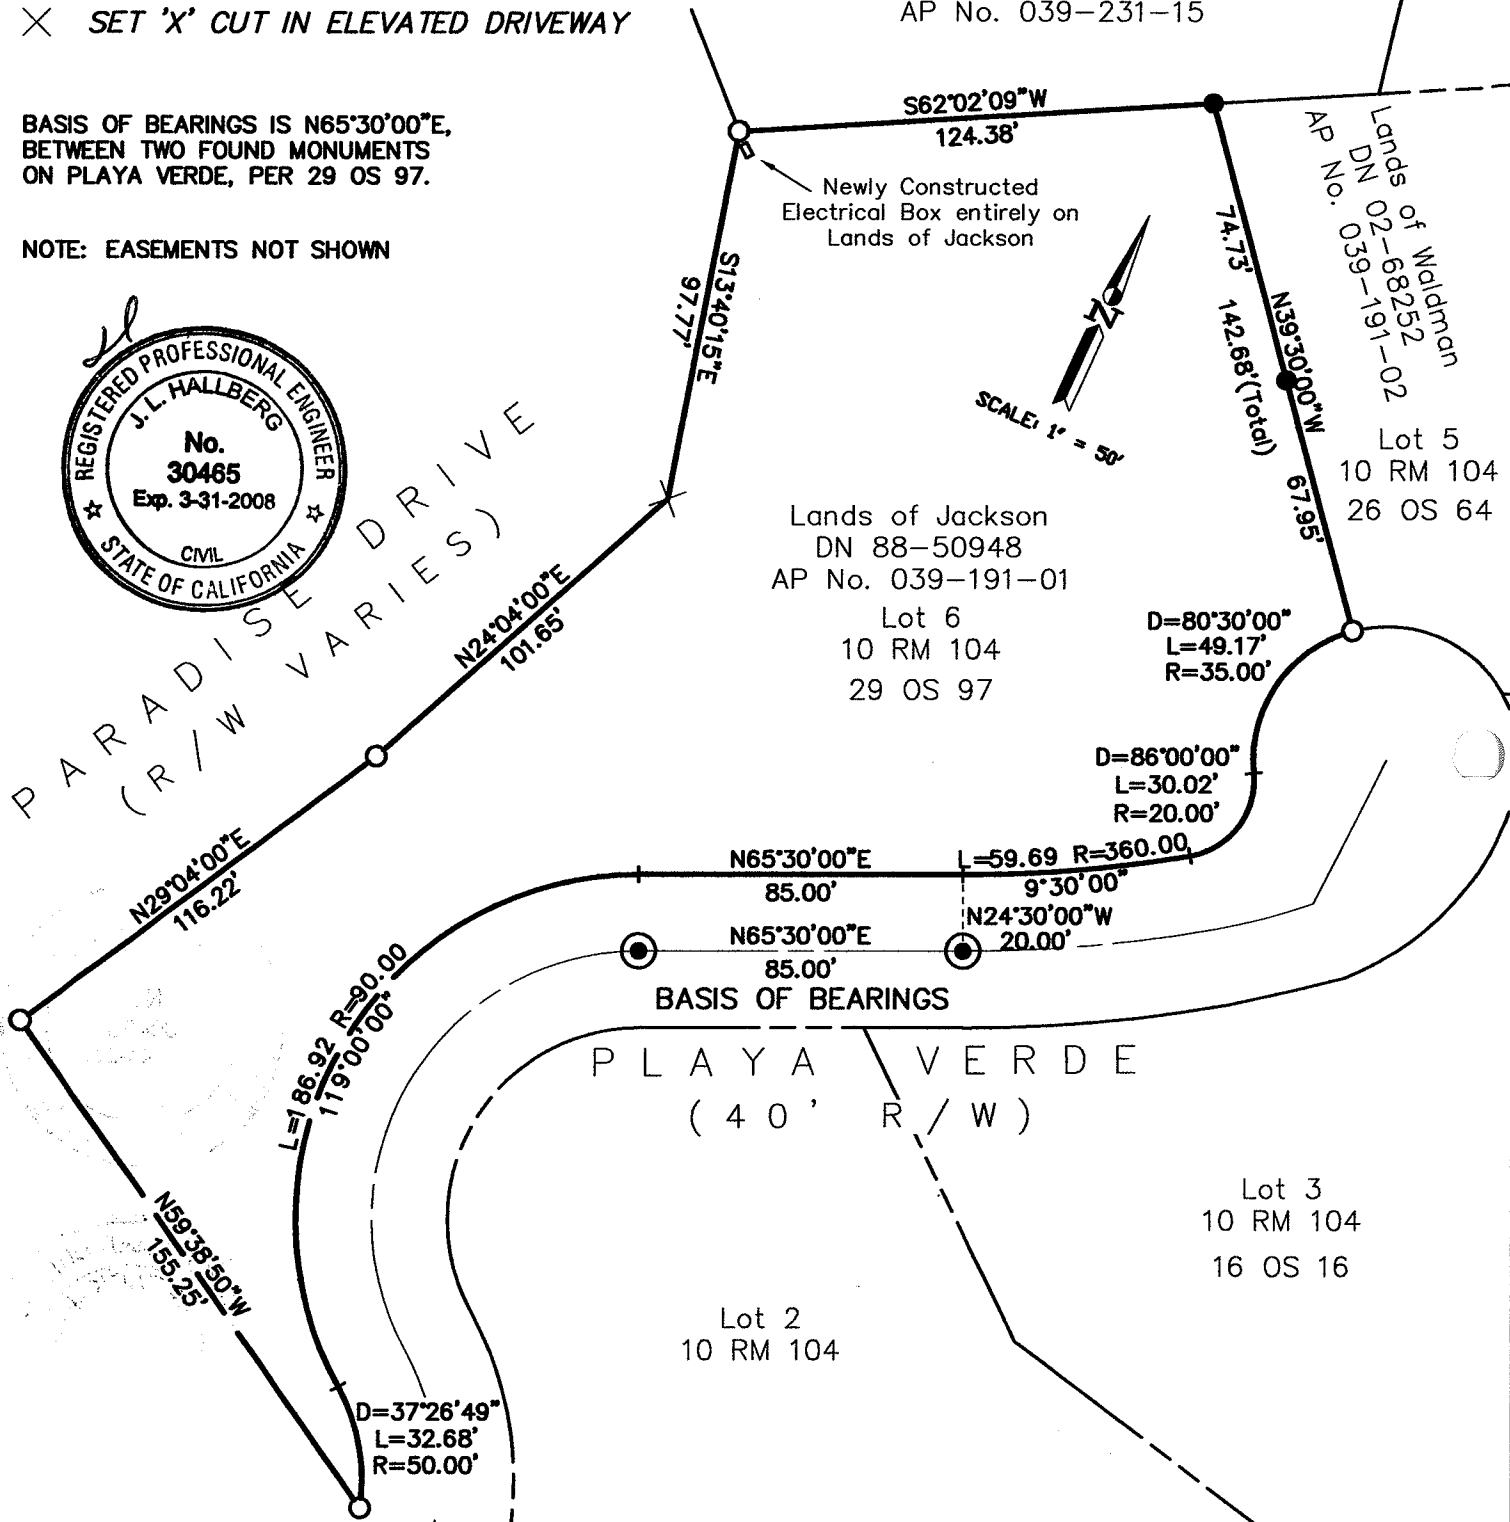 X SET 'X' CUT IN ELEVATED DRIVEWAY
AP No. 039-231-15
BASIS OF BEARINGS IS N65°30'00"E,
BETWEEN TWO FOUND MONUMENTS
ON PLAYA VERDE, PER 29 OS 97.
NOTE: EASEMENTS NOT SHOWN
S62°02'09"W
124.38'
Newly Constructed
Electrical Box entirely on
Lands of Jackson
Lands of Waldman
DN 02-68252
AP No. 039-191-02
Lot 5
10 RM 104
26 OS 64
74.73'
N39°30'00"W
142.68'(Total)
67.95'
S13°40'15"E
97.77'
N
SCALE: 1" = 50'
REGISTERED PROFESSIONAL ENGINEER
J. L. HALLBERG
No.
30465
Exp. 3-31-2008
CIVIL
STATE OF CALIFORNIA
PARADISE DRIVE
(R/W VARIES)
N24°04'00"E
101.65'
Lands of Jackson
DN 88-50948
AP No. 039-191-01
Lot 6
10 RM 104
29 OS 97
D=80°30'00"
L=49.17'
R=35.00'
D=86°00'00"
L=30.02'
R=20.00'
N29°04'00"E
116.22'
N65°30'00"E
85.00'
L=59.69 R=360.00
9°30'00"
N24°30'00"W
20.00'
N65°30'00"E
85.00'
BASIS OF BEARINGS
L=186.92 R=90.00
119°00'00"
PLAYA VERDE
(40' R/W)
N59°38'50"W
155.25'
Lot 3
10 RM 104
16 OS 16
Lot 2
10 RM 104
D=37°26'49"
L=32.68'
R=50.00'